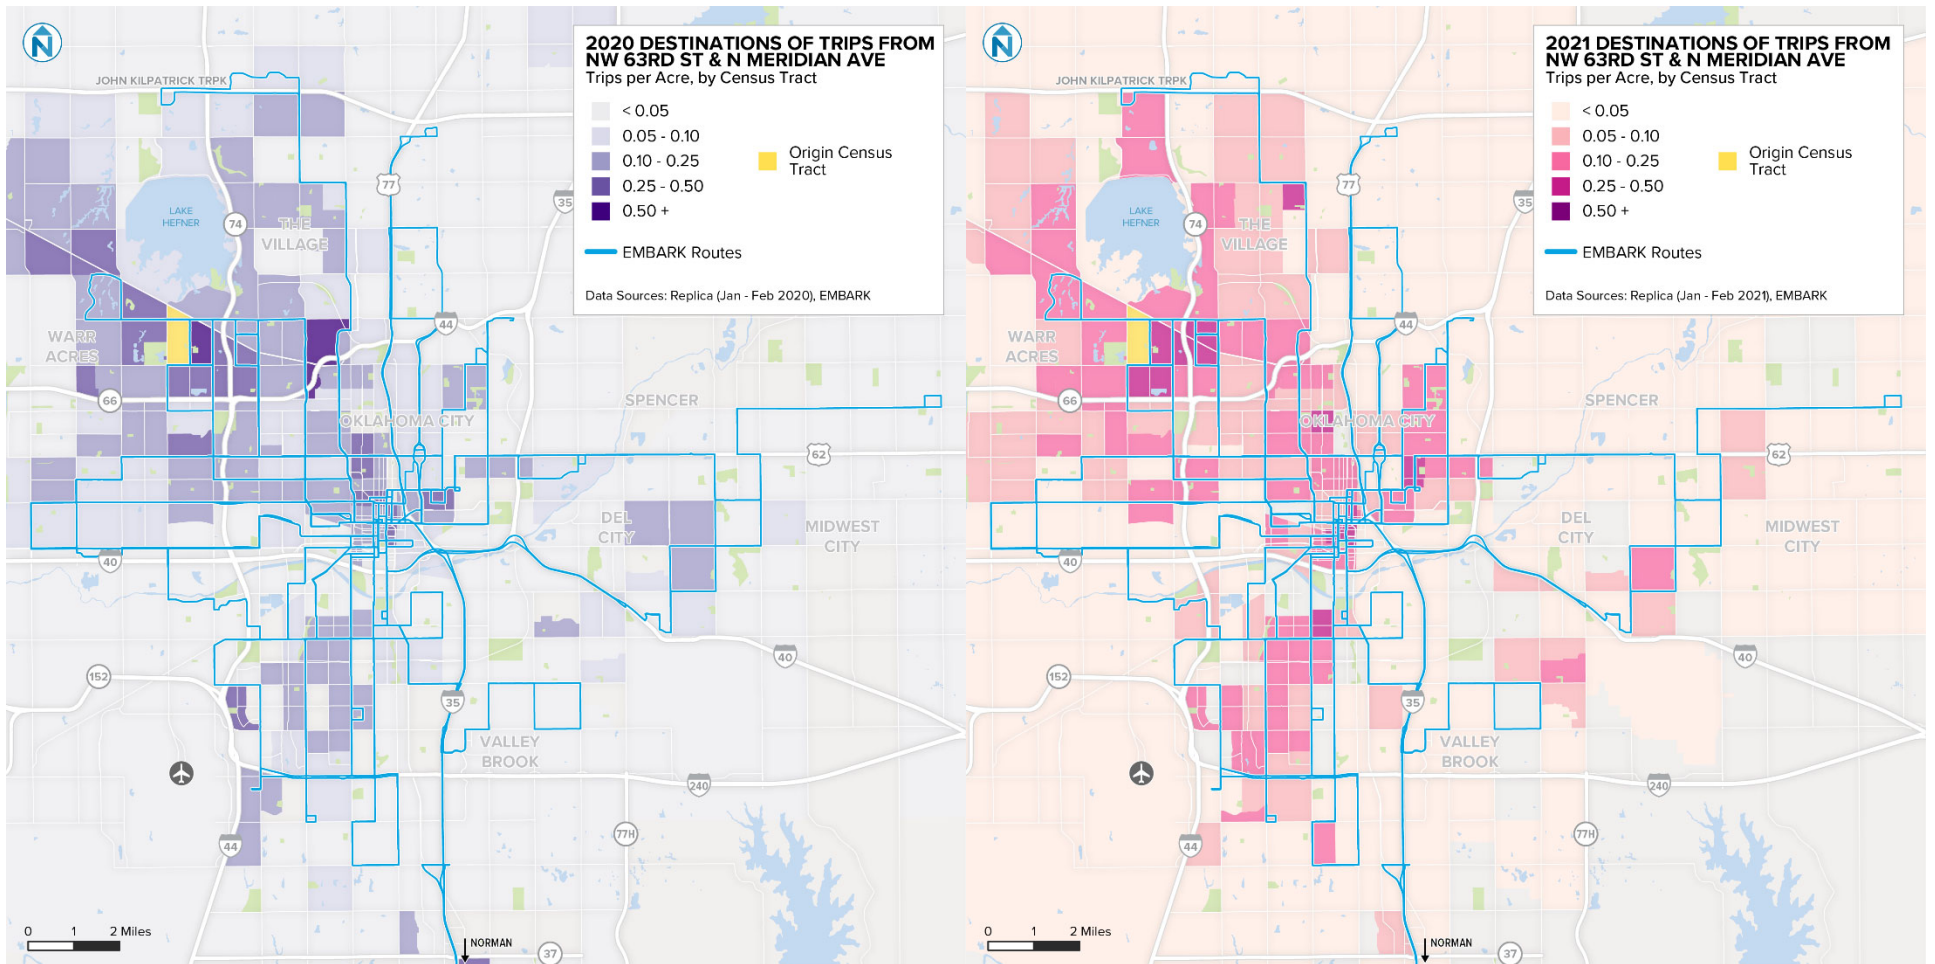 N
2020 DESTINATIONS OF TRIPS FROM
NW 63RD ST & N MERIDIAN AVE
Trips per Acre, by Census Tract
< 0.05
0.05 - 0.10
0.10 - 0.25
0.25 - 0.50
0.50 +
Origin Census
Tract
EMBARK Routes
Data Sources: Replica (Jan - Feb 2020), EMBARK
JOHN KILPATRICK TRPK
77
35
LAKE
HEFNER
74
THE
VILLAGE
44
WARR
ACRES
66
SPENCER
OKLAHOMA CITY
62
DEL
CITY
MIDWEST
CITY
40
40
152
35
VALLEY
BROOK
240
77H
44
0 1 2 Miles
NORMAN
37
N
2021 DESTINATIONS OF TRIPS FROM
NW 63RD ST & N MERIDIAN AVE
Trips per Acre, by Census Tract
< 0.05
0.05 - 0.10
0.10 - 0.25
0.25 - 0.50
0.50 +
Origin Census
Tract
EMBARK Routes
Data Sources: Replica (Jan - Feb 2021), EMBARK
JOHN KILPATRICK TRPK
77
35
LAKE
HEFNER
74
THE
VILLAGE
44
WARR
ACRES
66
SPENCER
OKLAHOMA CITY
62
DEL
CITY
MIDWEST
CITY
40
40
152
35
VALLEY
BROOK
240
77H
44
0 1 2 Miles
NORMAN
37